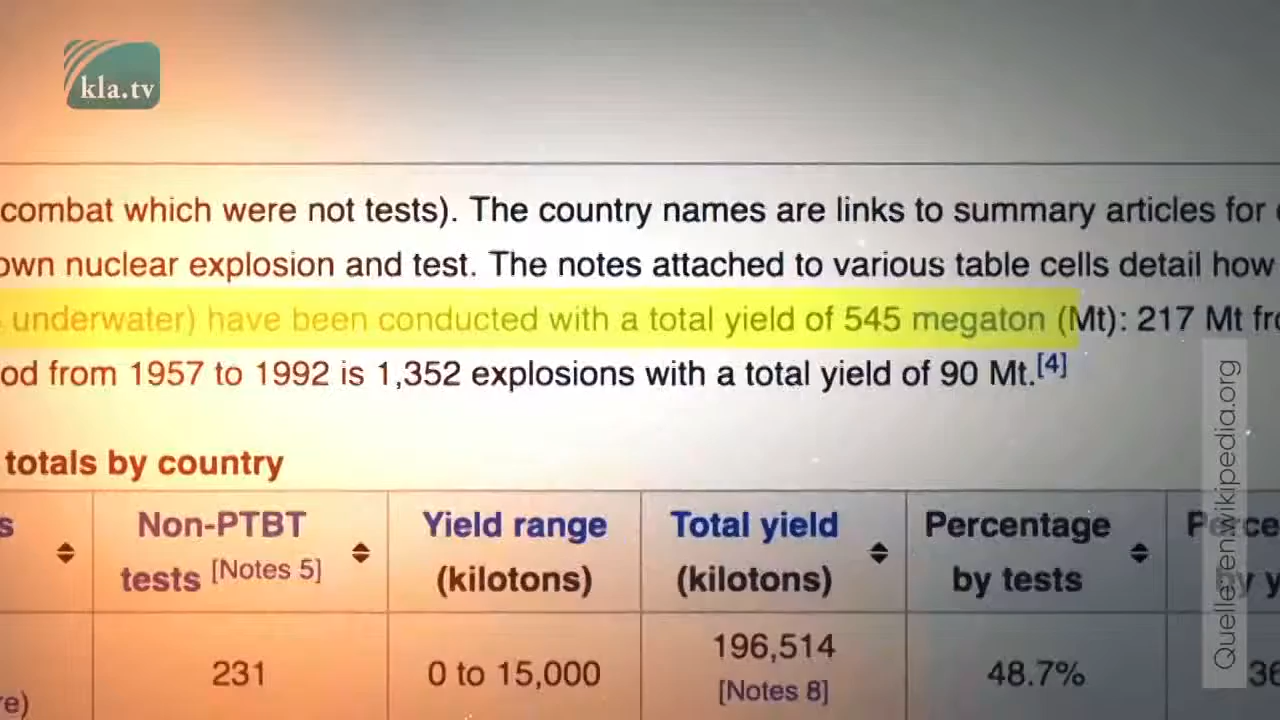 kla.tv
combat which were not tests). The country names are links to summary articles for
own nuclear explosion and test. The notes attached to various table cells detail how
underwater) have been conducted with a total yield of 545 megaton (Mt): 217 Mt fr
od from 1957 to 1992 is 1,352 explosions with a total yield of 90 Mt.[4]
totals by country
s
Non-PTBT
tests [Notes 5]
Yield range
(kilotons)
Total yield
(kilotons)
Percentage
by tests
by y
231
0 to 15,000
196,514
[Notes 8]
48.7%
36
re)
Quelle: en.wikipedia.org